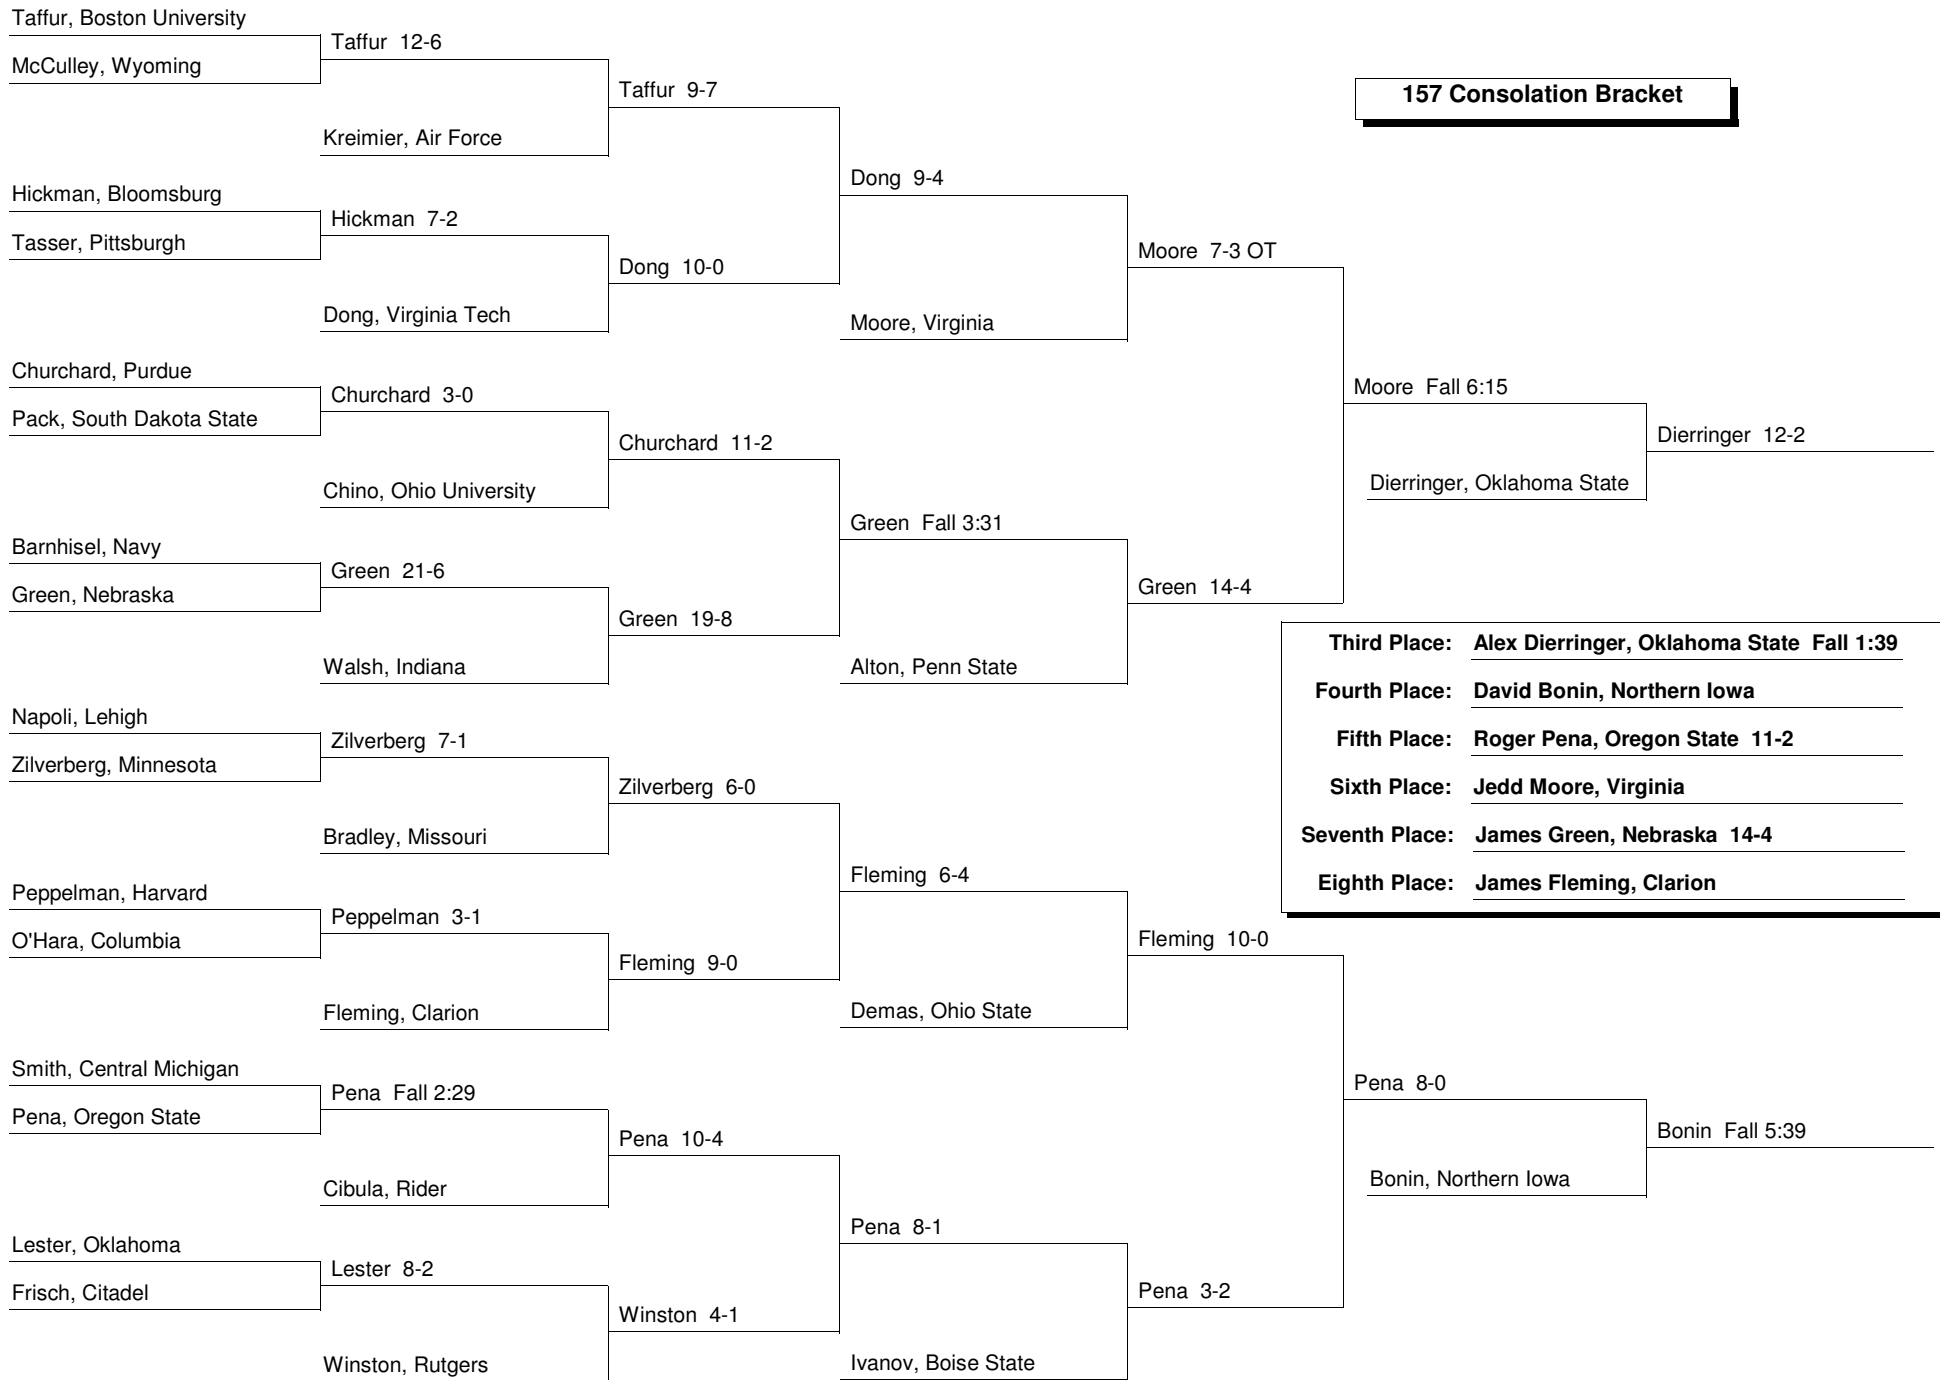 Taffur, Boston University
Taffur 12-6
McCulley, Wyoming
Taffur 9-7
157 Consolation Bracket
Kreimier, Air Force
Dong 9-4
Hickman, Bloomsburg
Hickman 7-2
Tasser, Pittsburgh
Moore 7-3 OT
Dong 10-0
Dong, Virginia Tech
Moore, Virginia
Churchard, Purdue
Moore Fall 6:15
Churchard 3-0
Pack, South Dakota State
Dierringer 12-2
Churchard 11-2
Dierringer, Oklahoma State
Chino, Ohio University
Green Fall 3:31
Barnhisel, Navy
Green 21-6
Green 14-4
Green, Nebraska
Green 19-8
Third Place: Alex Dierringer, Oklahoma State Fall 1:39
Walsh, Indiana
Alton, Penn State
Fourth Place: David Bonin, Northern Iowa
Napoli, Lehigh
Zilverberg 7-1
Fifth Place: Roger Pena, Oregon State 11-2
Zilverberg, Minnesota
Zilverberg 6-0
Sixth Place: Jedd Moore, Virginia
Bradley, Missouri
Seventh Place: James Green, Nebraska 14-4
Fleming 6-4
Eighth Place: James Fleming, Clarion
Peppelman, Harvard
Peppelman 3-1
O'Hara, Columbia
Fleming 10-0
Fleming 9-0
Fleming, Clarion
Demas, Ohio State
Smith, Central Michigan
Pena 8-0
Pena Fall 2:29
Pena, Oregon State
Bonin Fall 5:39
Pena 10-4
Bonin, Northern Iowa
Cibula, Rider
Pena 8-1
Lester, Oklahoma
Lester 8-2
Frisch, Citadel
Pena 3-2
Winston 4-1
Winston, Rutgers
Ivanov, Boise State